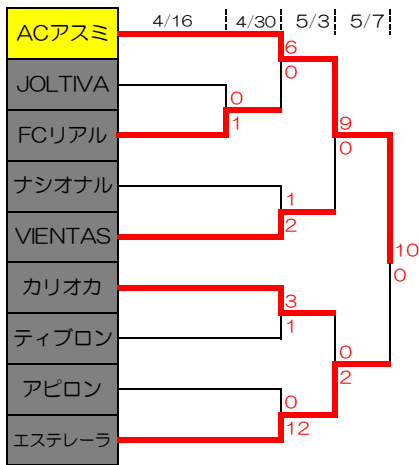 4/16 4/30 5/3 5/7
ACアスミ
6
0
JOLTIVA
0
1
FCリアル
9
0
ナシオナル
1
2
VIENTAS
10
0
カリオカ
3
1
ティブロン
0
2
アピロン
0
12
エステレーラ